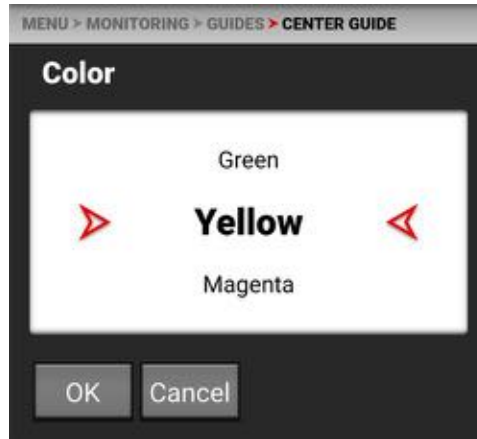 MENU > MONITORING > GUIDES > CENTER GUIDE
Color
Green
Yellow
Magenta
OK Cancel